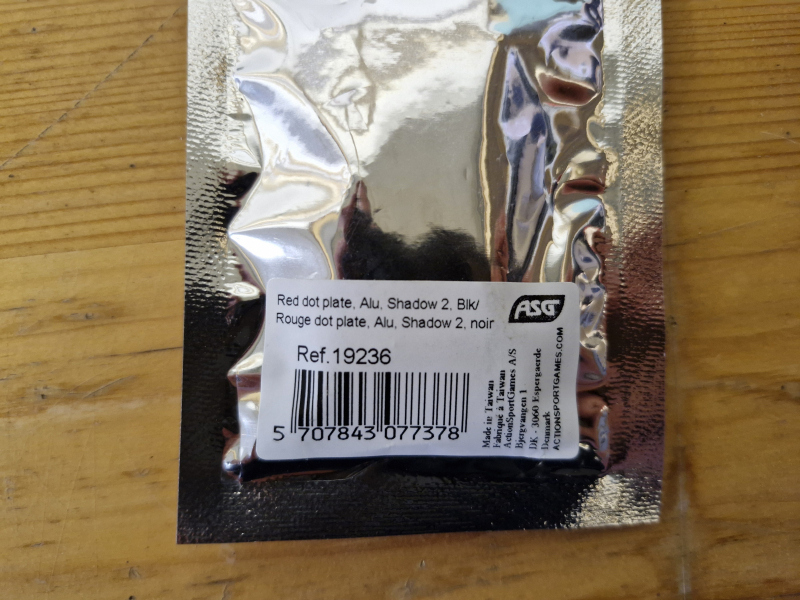 Red dot plate, Alu, Shadow 2, Blk/
Rouge dot plate, Alu, Shadow 2, noir
ASG
Ref.19236
5 707843 077378
Made in Taiwan
Fabriqué à Taiwan
ActionSportGames A/S
Bjergvangen 1
DK - 3060 Espergaerde
Denmark
ACTIONSPORTGAMES.COM